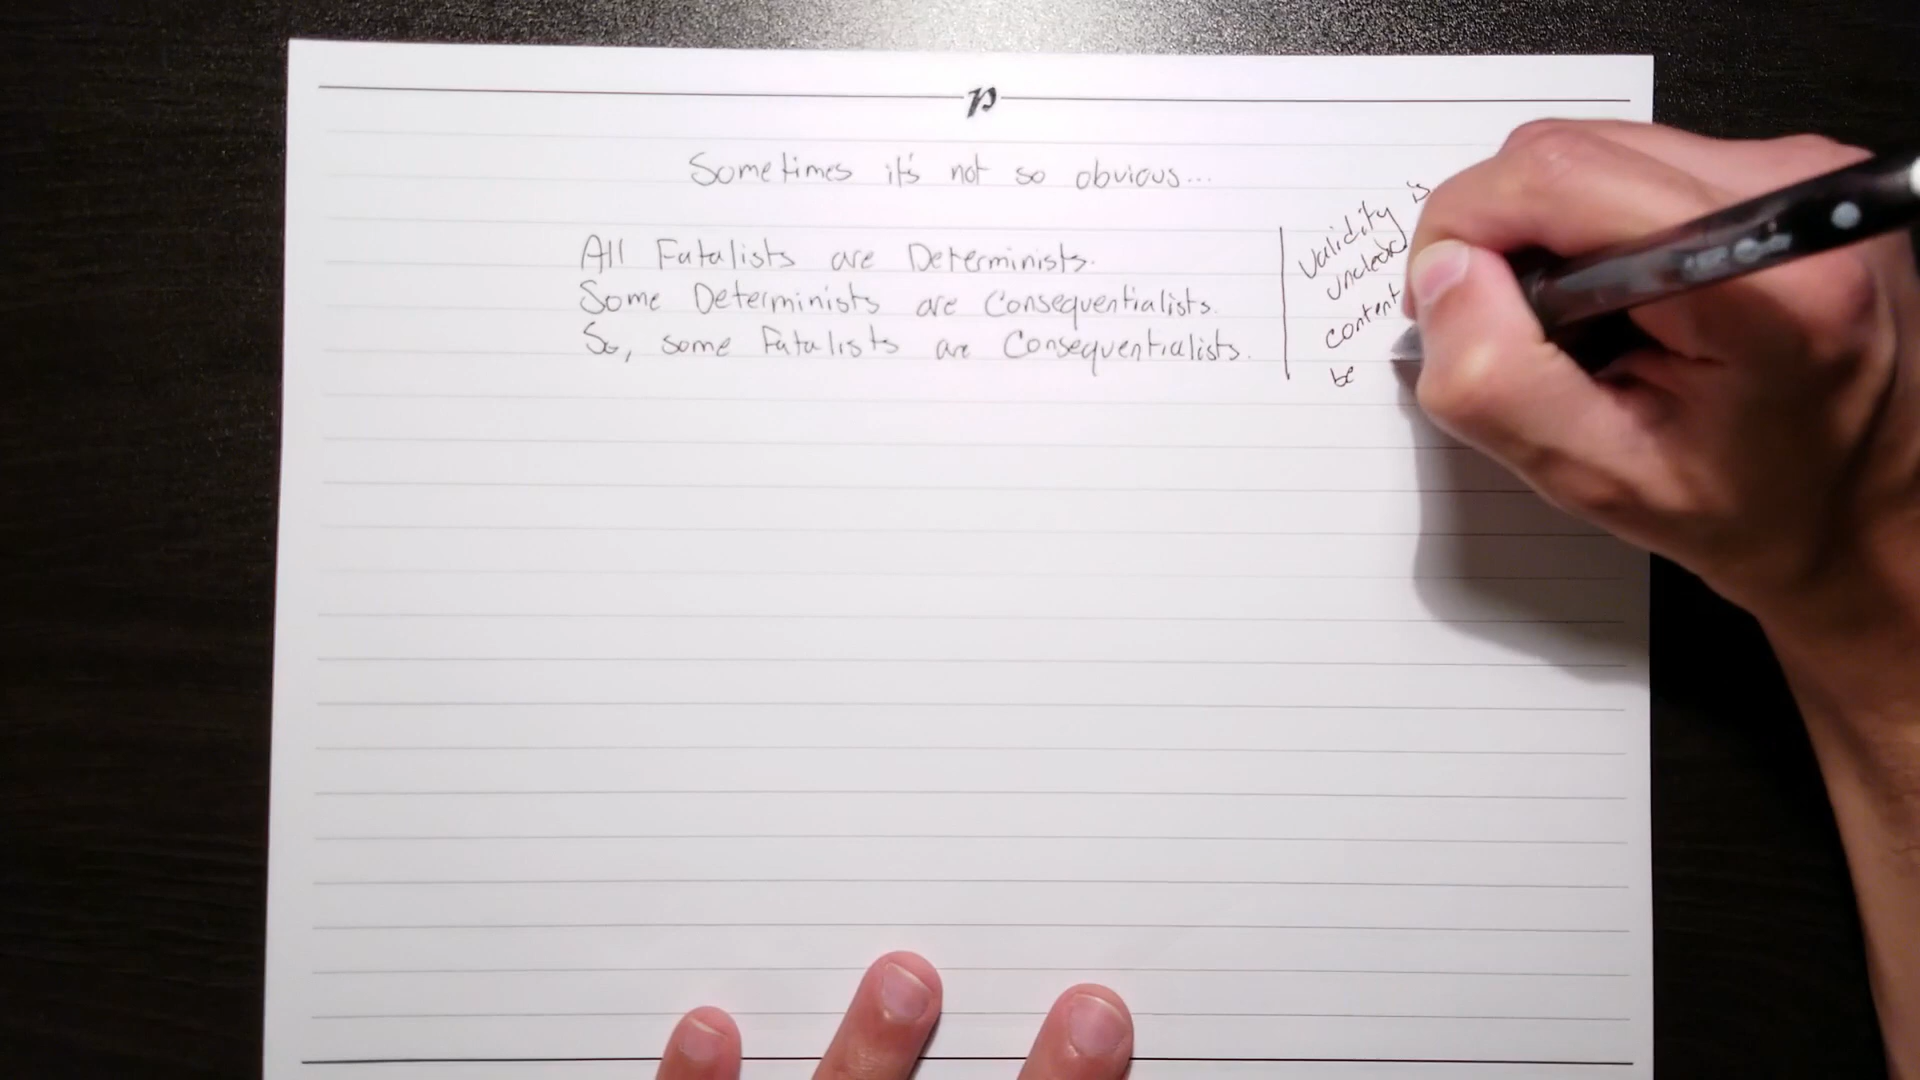 p
Sometimes it's not so obvious...
All Fatalists are Determinists.
Some Determinists are Consequentialists.
So, some Fatalists are Consequentialists.
Validity is
content
be